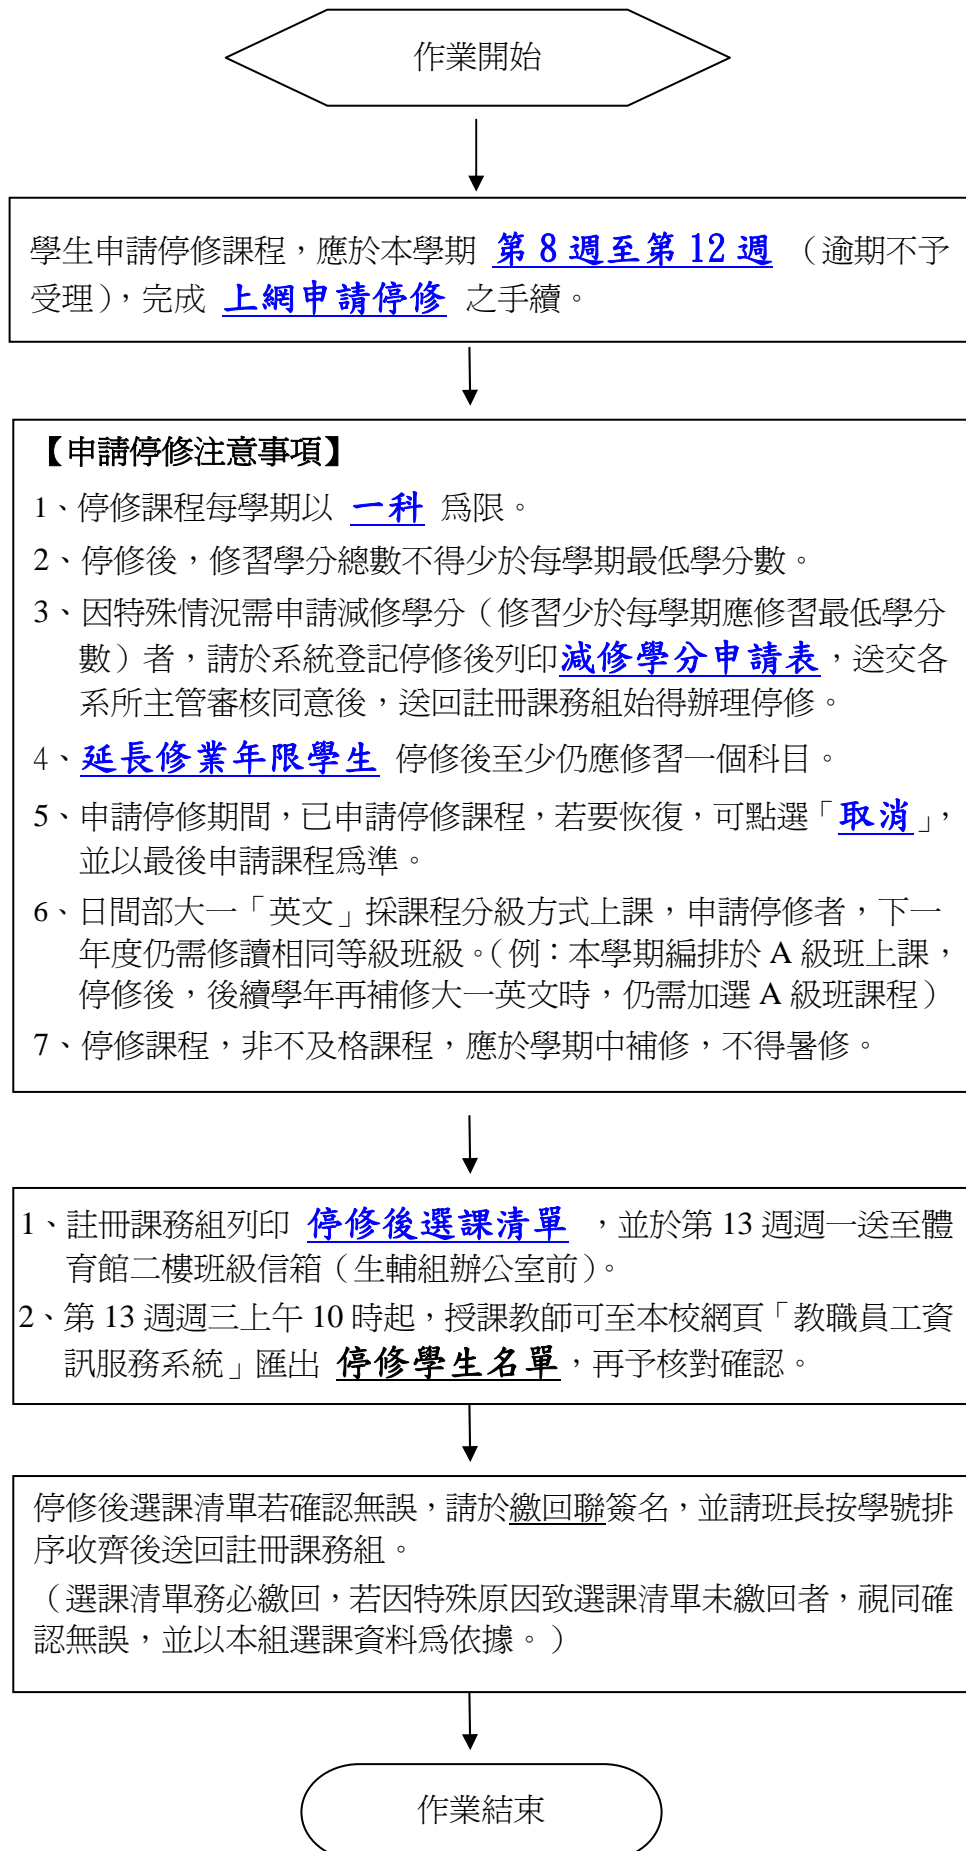 作業開始
學生申請停修課程，應於本學期 第 8 週至第 12 週 （逾期不予
受理），完成 上網申請停修 之手續。
【申請停修注意事項】
1、停修課程每學期以 一科 為限。
2、停修後，修習學分總數不得少於每學期最低學分數。
3、因特殊情況需申請減修學分（修習少於每學期應修習最低學分
數）者，請於系統登記停修後列印減修學分申請表，送交各
系所主管審核同意後，送回註冊課務組始得辦理停修。
4、延長修業年限學生 停修後至少仍應修習一個科目。
5、申請停修期間，已申請停修課程，若要恢復，可點選「取消」，
並以最後申請課程為準。
6、日間部大一「英文」採課程分級方式上課，申請停修者，下一
年度仍需修讀相同等級班級。（例：本學期編排於 A 級班上課，
停修後，後續學年再補修大一英文時，仍需加選 A 級班課程）
7、停修課程，非不及格課程，應於學期中補修，不得暑修。
1、註冊課務組列印 停修後選課清單 ，並於第 13 週週一送至體
育館二樓班級信箱（生輔組辦公室前）。
2、第 13 週週三上午 10 時起，授課教師可至本校網頁「教職員工資
訊服務系統」匯出 停修學生名單，再予核對確認。
停修後選課清單若確認無誤，請於繳回聯簽名，並請班長按學號排
序收齊後送回註冊課務組。
（選課清單務必繳回，若因特殊原因致選課清單未繳回者，視同確
認無誤，並以本組選課資料為依據。）
作業結束